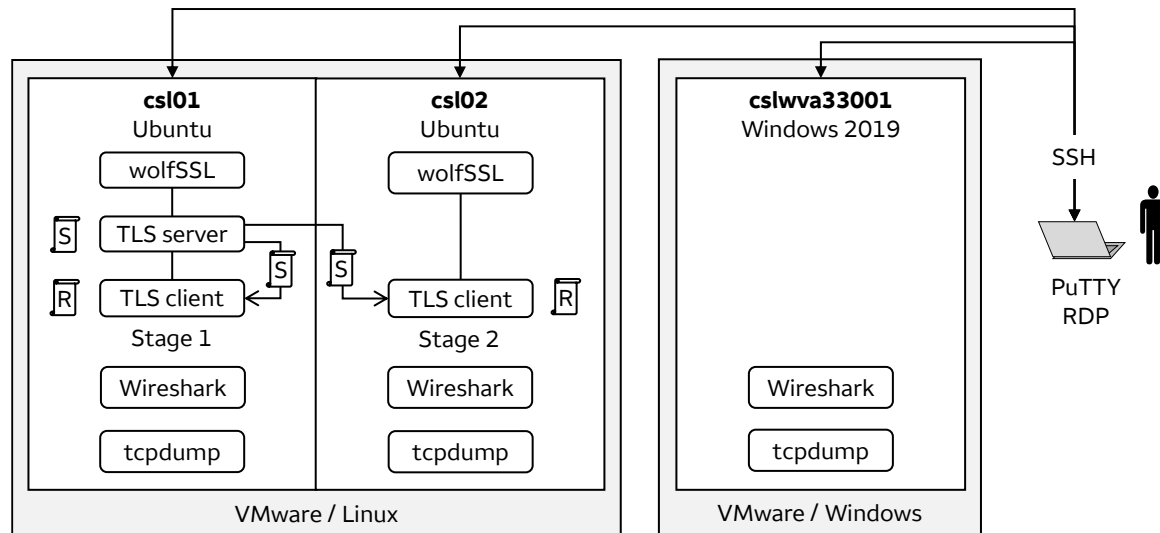 csl01
Ubuntu
wolfSSL
S
TLS server
S
R
TLS client
Stage 1
Wireshark
tcpdump
csl02
Ubuntu
wolfSSL
S
TLS client
R
Stage 2
Wireshark
tcpdump
VMware / Linux
cslwva33001
Windows 2019
Wireshark
tcpdump
VMware / Windows
SSH
PuTTY
RDP